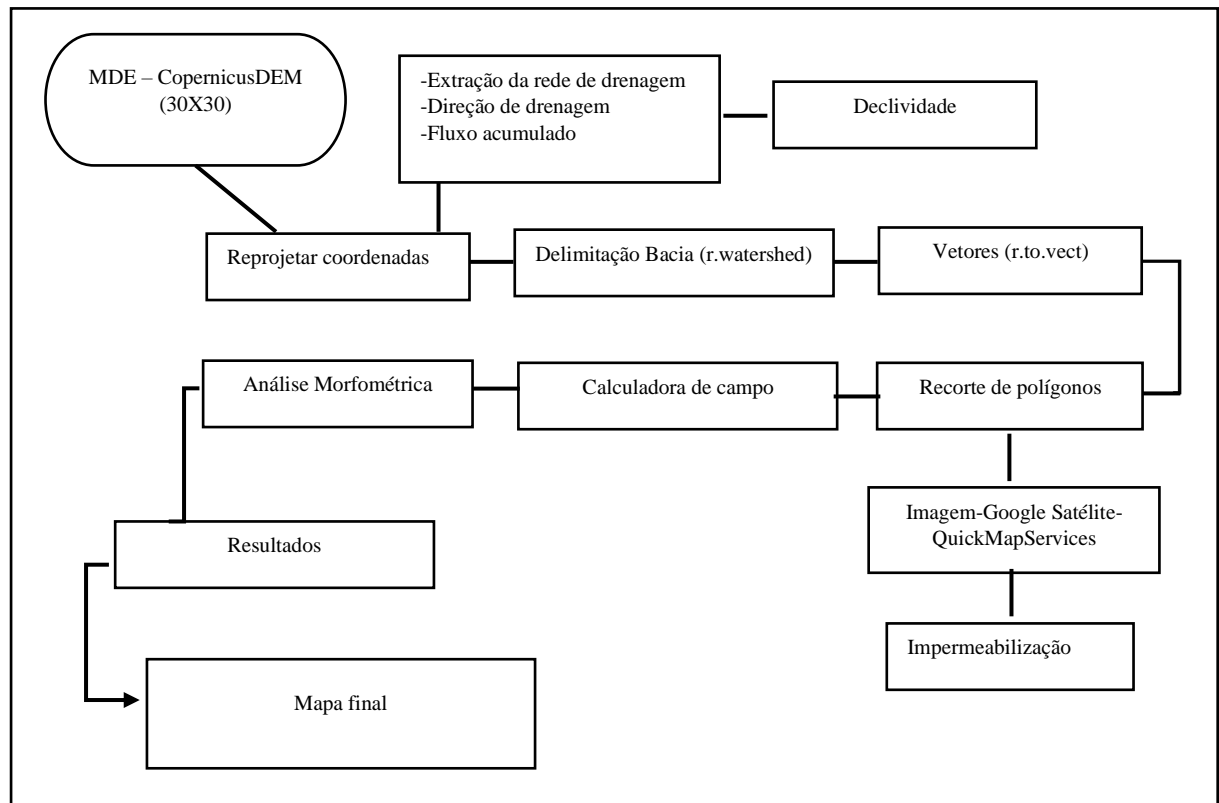 MDE – CopernicusDEM
(30X30)
-Extração da rede de drenagem
-Direção de drenagem
-Fluxo acumulado
Declividade
Reprojetar coordenadas
Delimitação Bacia (r.watershed)
Vetores (r.to.vect)
Análise Morfométrica
Calculadora de campo
Recorte de polígonos
Imagem-Google Satélite-
QuickMapServices
Resultados
Impermeabilização
Mapa final